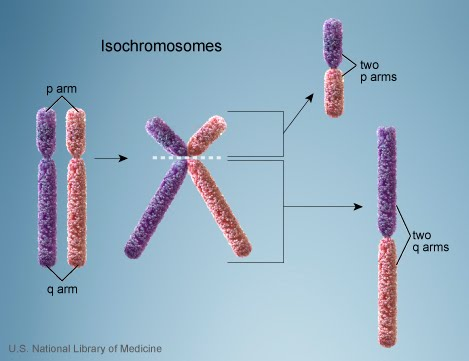 Isochromosomes
p arm
two
p arms
two
q arms
q arm
U.S. National Library of Medicine